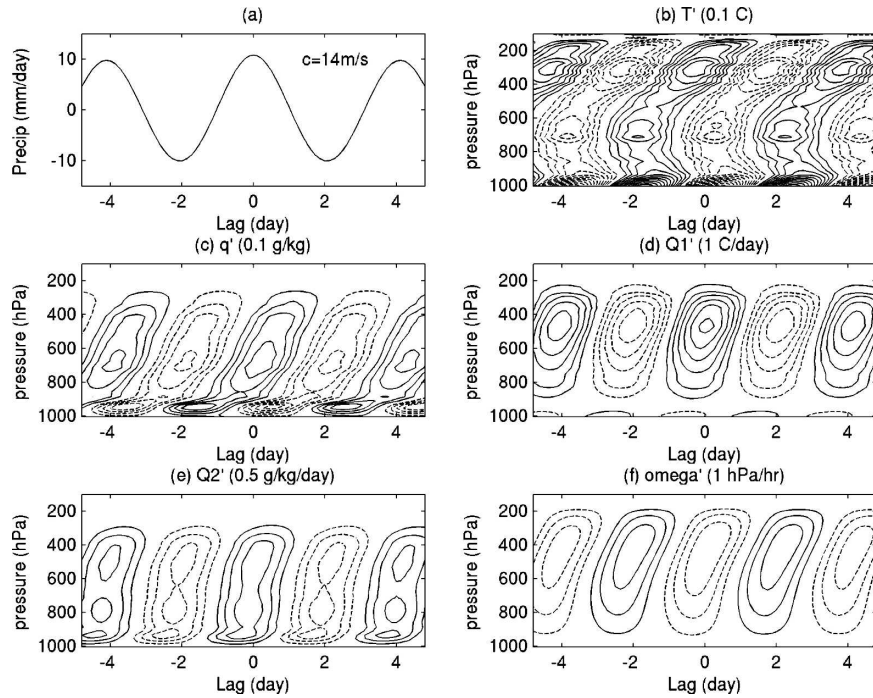 (a)
c=14m/s
10
0
-10
Precip (mm/day)
-4 -2 0 2 4
Lag (day)
(b) T' (0.1 C)
200
400
600
800
1000
pressure (hPa)
-4 -2 0 2 4
Lag (day)
(c) q' (0.1 g/kg)
200
400
600
800
1000
pressure (hPa)
-4 -2 0 2 4
Lag (day)
(d) Q1' (1 C/day)
200
400
600
800
1000
pressure (hPa)
-4 -2 0 2 4
Lag (day)
(e) Q2' (0.5 g/kg/day)
200
400
600
800
1000
pressure (hPa)
-4 -2 0 2 4
Lag (day)
(f) omega' (1 hPa/hr)
200
400
600
800
1000
pressure (hPa)
-4 -2 0 2 4
Lag (day)